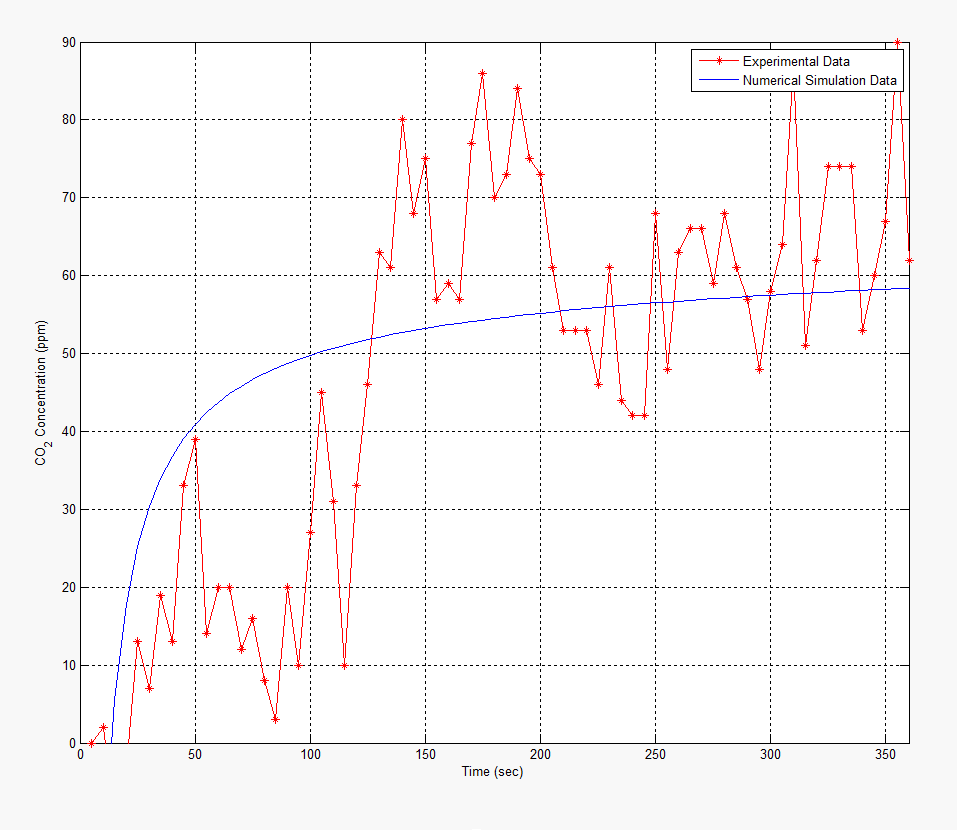 Experimental Data
Numerical Simulation Data
90
80
70
60
50
40
30
20
10
0
CO2 Concentration (ppm)
0 50 100 150 200 250 300 350
Time (sec)